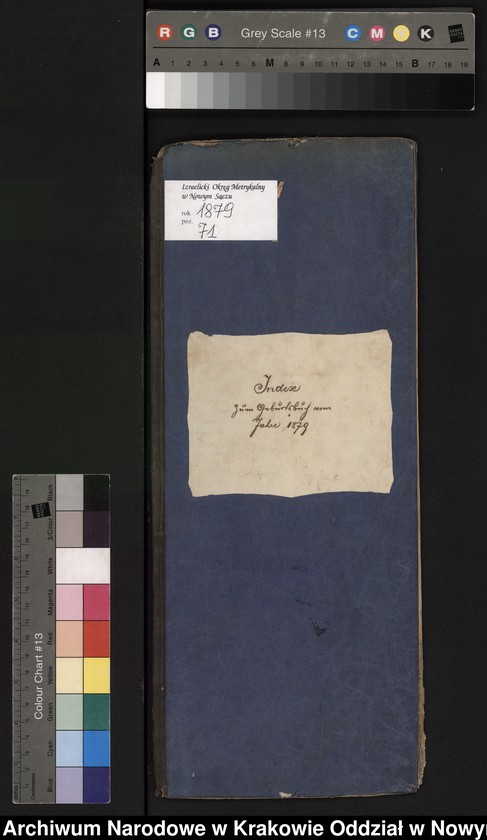 R G B Grey Scale #13 C M Y K
A 1 2 3 4 5 6 M 8 9 10 11 12 13 14 15 B 17 18 19
Izraelicki Okręg Metrykalny
w Nowym Sączu
rok 1879
poz. 71
Index
zum Geburtsbuch vom
Jahre 1879
Colour Chart #13
Blue Cyan Green Yellow Red Magenta White 3/Color Black
Centimetres
Archiwum Narodowe w Krakowie Oddział w Nowy